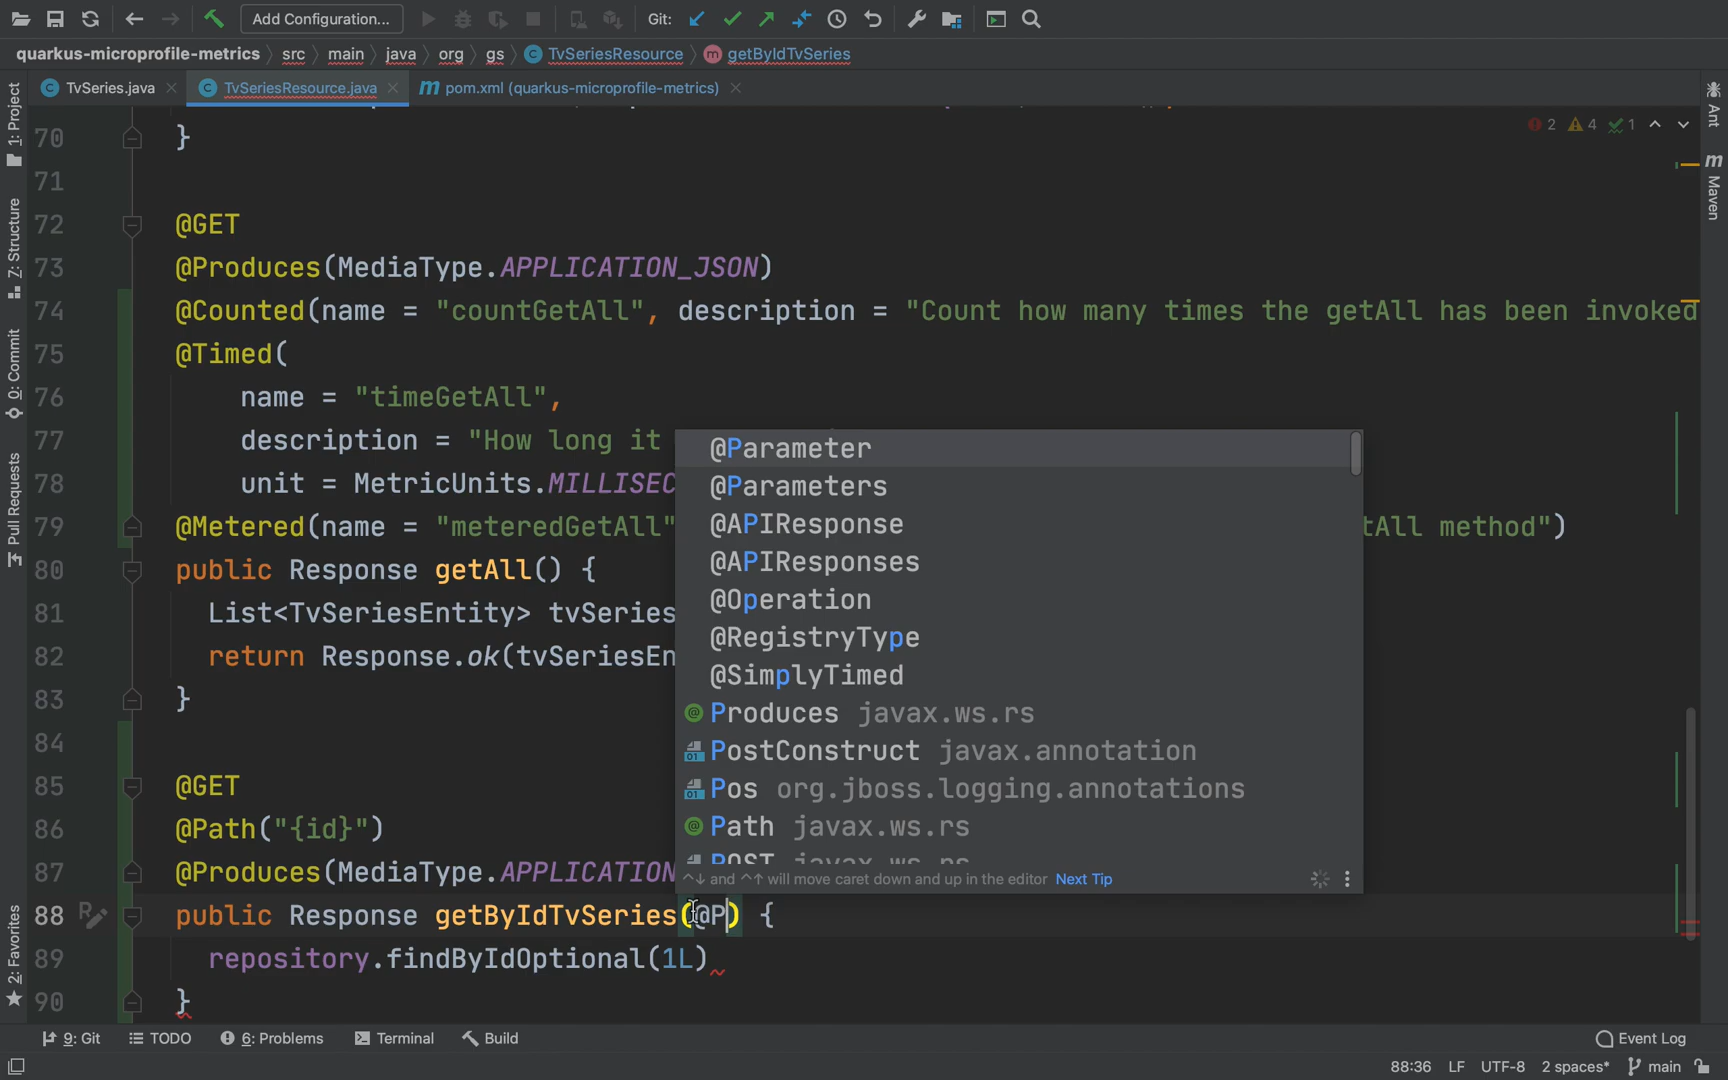 Add Configuration...
Git:
quarkus-microprofile-metrics src main java org gs TvSeriesResource getByIdTvSeries
TvSeries.java TvSeriesResource.java pom.xml (quarkus-microprofile-metrics)
1: Project
7: Structure
0: Commit
Pull Requests
2: Favorites
Ant
Maven
2 4 1
70 }
71
72 @GET
73 @Produces(MediaType.APPLICATION_JSON)
74 @Counted(name = "countGetAll", description = "Count how many times the getAll has been invoked
75 @Timed(
76 name = "timeGetAll",
77 description = "How long it
78 unit = MetricUnits.MILLISEC
79 @Metered(name = "meteredGetAll" tAll method")
80 public Response getAll() {
81 List<TvSeriesEntity> tvSeries
82 return Response.ok(tvSeriesEn
83 }
84
85 @GET
86 @Path("{id}")
87 @Produces(MediaType.APPLICATION
88 public Response getByIdTvSeries(@P) {
89 repository.findByIdOptional(1L)
90 }
@Parameter
@Parameters
@APIResponse
@APIResponses
@Operation
@RegistryType
@SimplyTimed
Produces javax.ws.rs
PostConstruct javax.annotation
Pos org.jboss.logging.annotations
Path javax.ws.rs
POST javax.ws.rs
^↓ and ^↑ will move caret down and up in the editor Next Tip
9: Git TODO 6: Problems Terminal Build Event Log
88:36 LF UTF-8 2 spaces* main